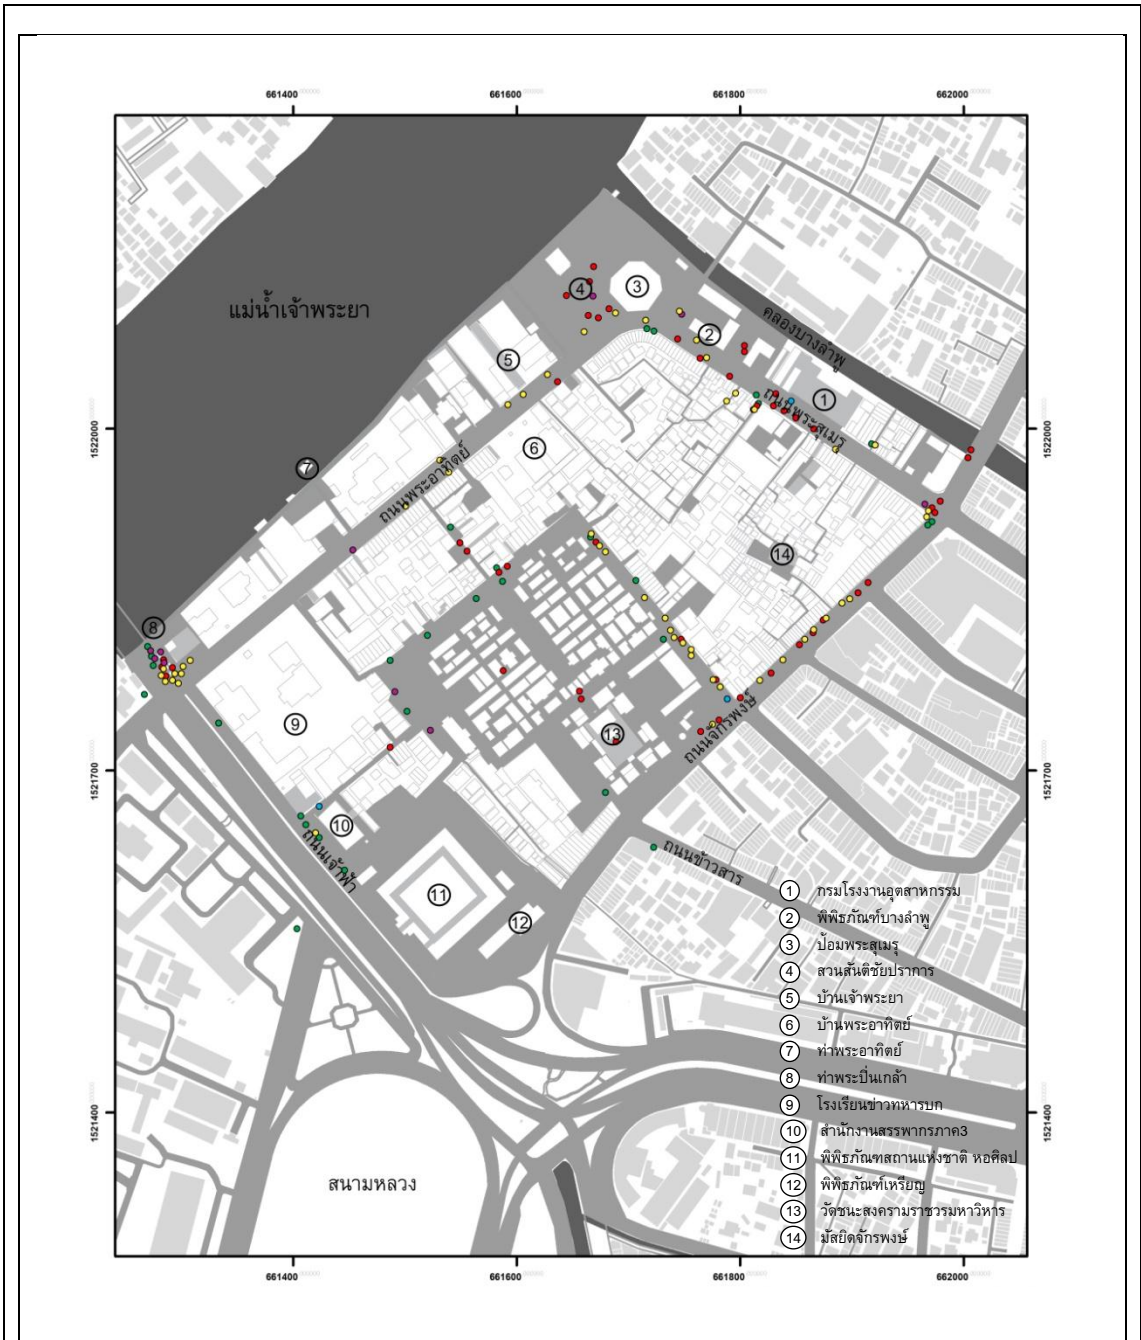 661400 661600 661800 662000
แม่น้ำเจ้าพระยา
คลองบางลำพู
4
3
2
5
1
ถนนพระสุเมรุ
1522000 1522000
6
7
ถนนพระอาทิตย์
14
8
9
13
ถนนจักรพงษ์
1521700 1521700
10
ถนนเจ้าฟ้า
ถนนข้าวสาร
11
12
1 กรมโรงงานอุตสาหกรรม
2 พิพิธภัณฑ์บางลำพู
3 ป้อมพระสุเมรุ
4 สวนสันติชัยปราการ
5 บ้านเจ้าพระยา
6 บ้านพระอาทิตย์
7 ท่าพระอาทิตย์
8 ท่าพระปิ่นเกล้า
9 โรงเรียนข่าวทหารบก
10 สำนักงานสรรพากรภาค3
11 พิพิธภัณฑสถานแห่งชาติ หอศิลป
12 พิพิธภัณฑ์เหรียญ
13 วัดชนะสงครามราชวรมหาวิหาร
14 มัสยิดจักรพงษ์
1521400 1521400
สนามหลวง
661400 661600 661800 662000